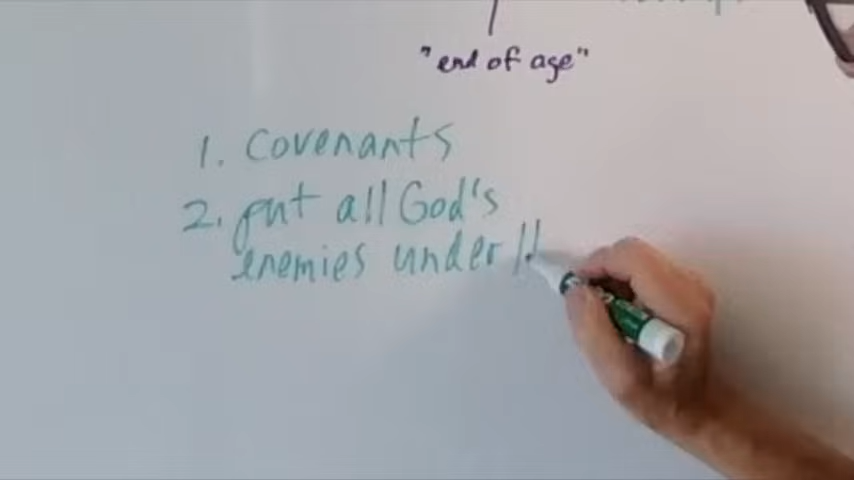 "end of age"
1. Covenants
2. put all God's
enemies under